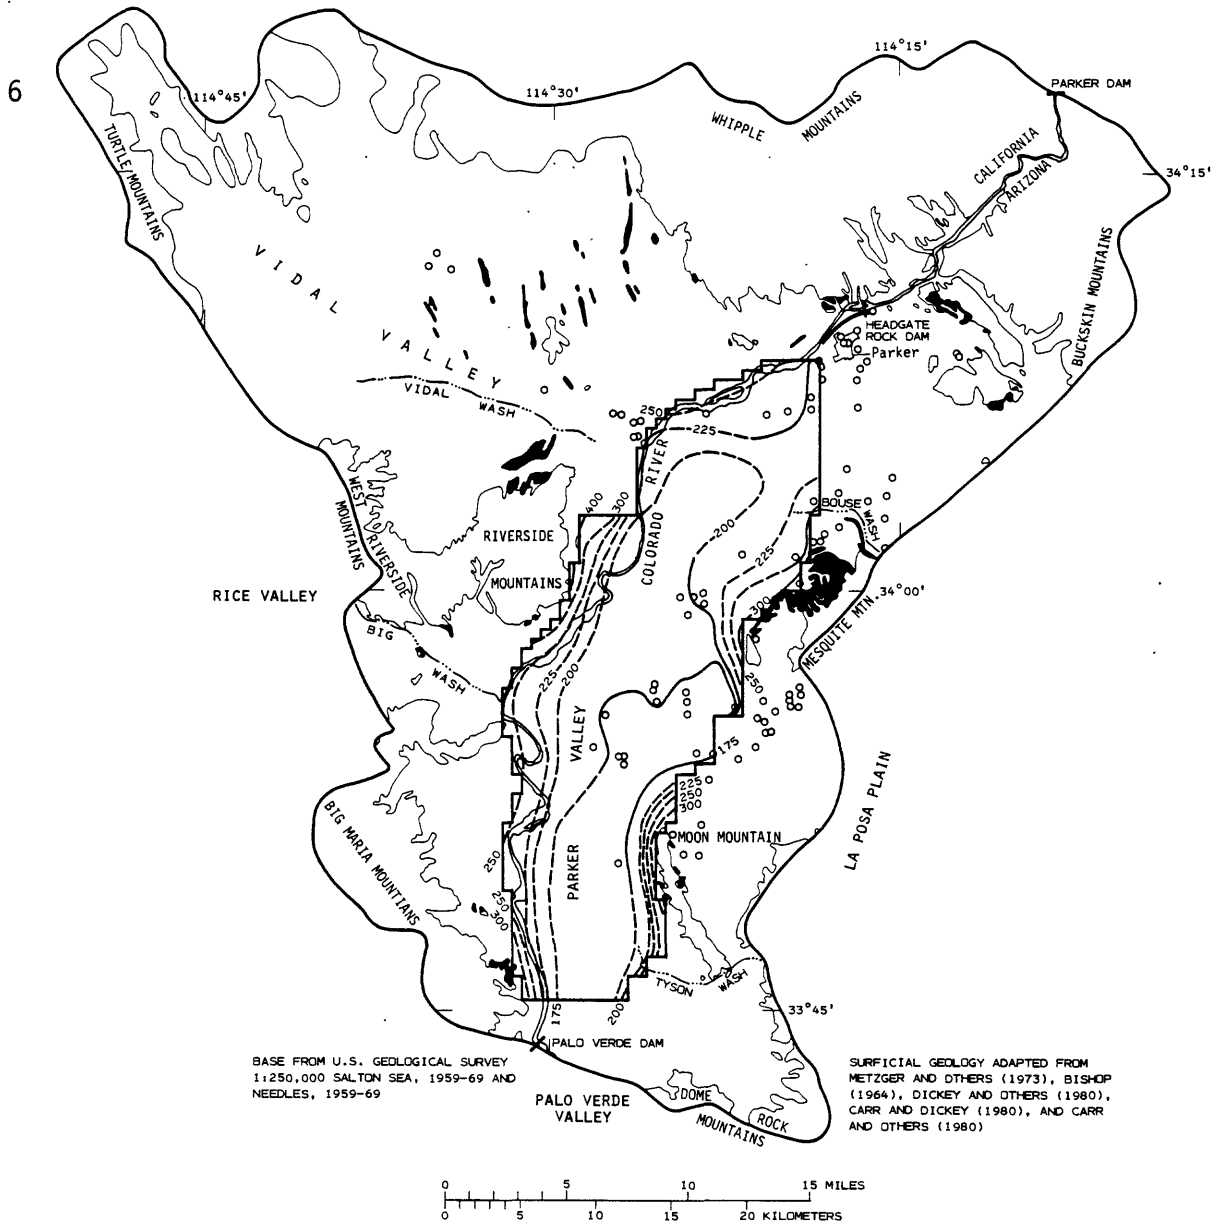 6
114°15'
PARKER DAM
114°45'
114°30'
WHIPPLE MOUNTAINS
CALIFORNIA
ARIZONA
34°15'
TURTLE MOUNTAINS
VIDAL VALLEY
BUCKSKIN MOUNTAINS
HEADGATE
ROCK DAM
Parker
VIDAL WASH
250
225
COLORADO RIVER
WEST RIVERSIDE MOUNTAINS
400
300
BOUSE WASH
RIVERSIDE
MOUNTAINS
200
225
RICE VALLEY
34°00'
300
MESQUITE MTN.
BIG WASH
225
200
250
PARKER VALLEY
175
225
250
300
LA POSA PLAIN
BIG MARIA MOUNTIANS
MOON MOUNTAIN
250
250
300
TYSON WASH
175
200
33°45'
PALO VERDE DAM
BASE FROM U.S. GEOLOGICAL SURVEY
1:250,000 SALTON SEA, 1959-69 AND
NEEDLES, 1959-69
SURFICIAL GEOLOGY ADAPTED FROM
METZGER AND OTHERS (1973), BISHOP
(1964), DICKEY AND OTHERS (1980),
CARR AND DICKEY (1980), AND CARR
AND OTHERS (1980)
PALO VERDE
VALLEY
DOME ROCK
MOUNTAINS
0 5 10 15 MILES
0 5 10 15 20 KILOMETERS